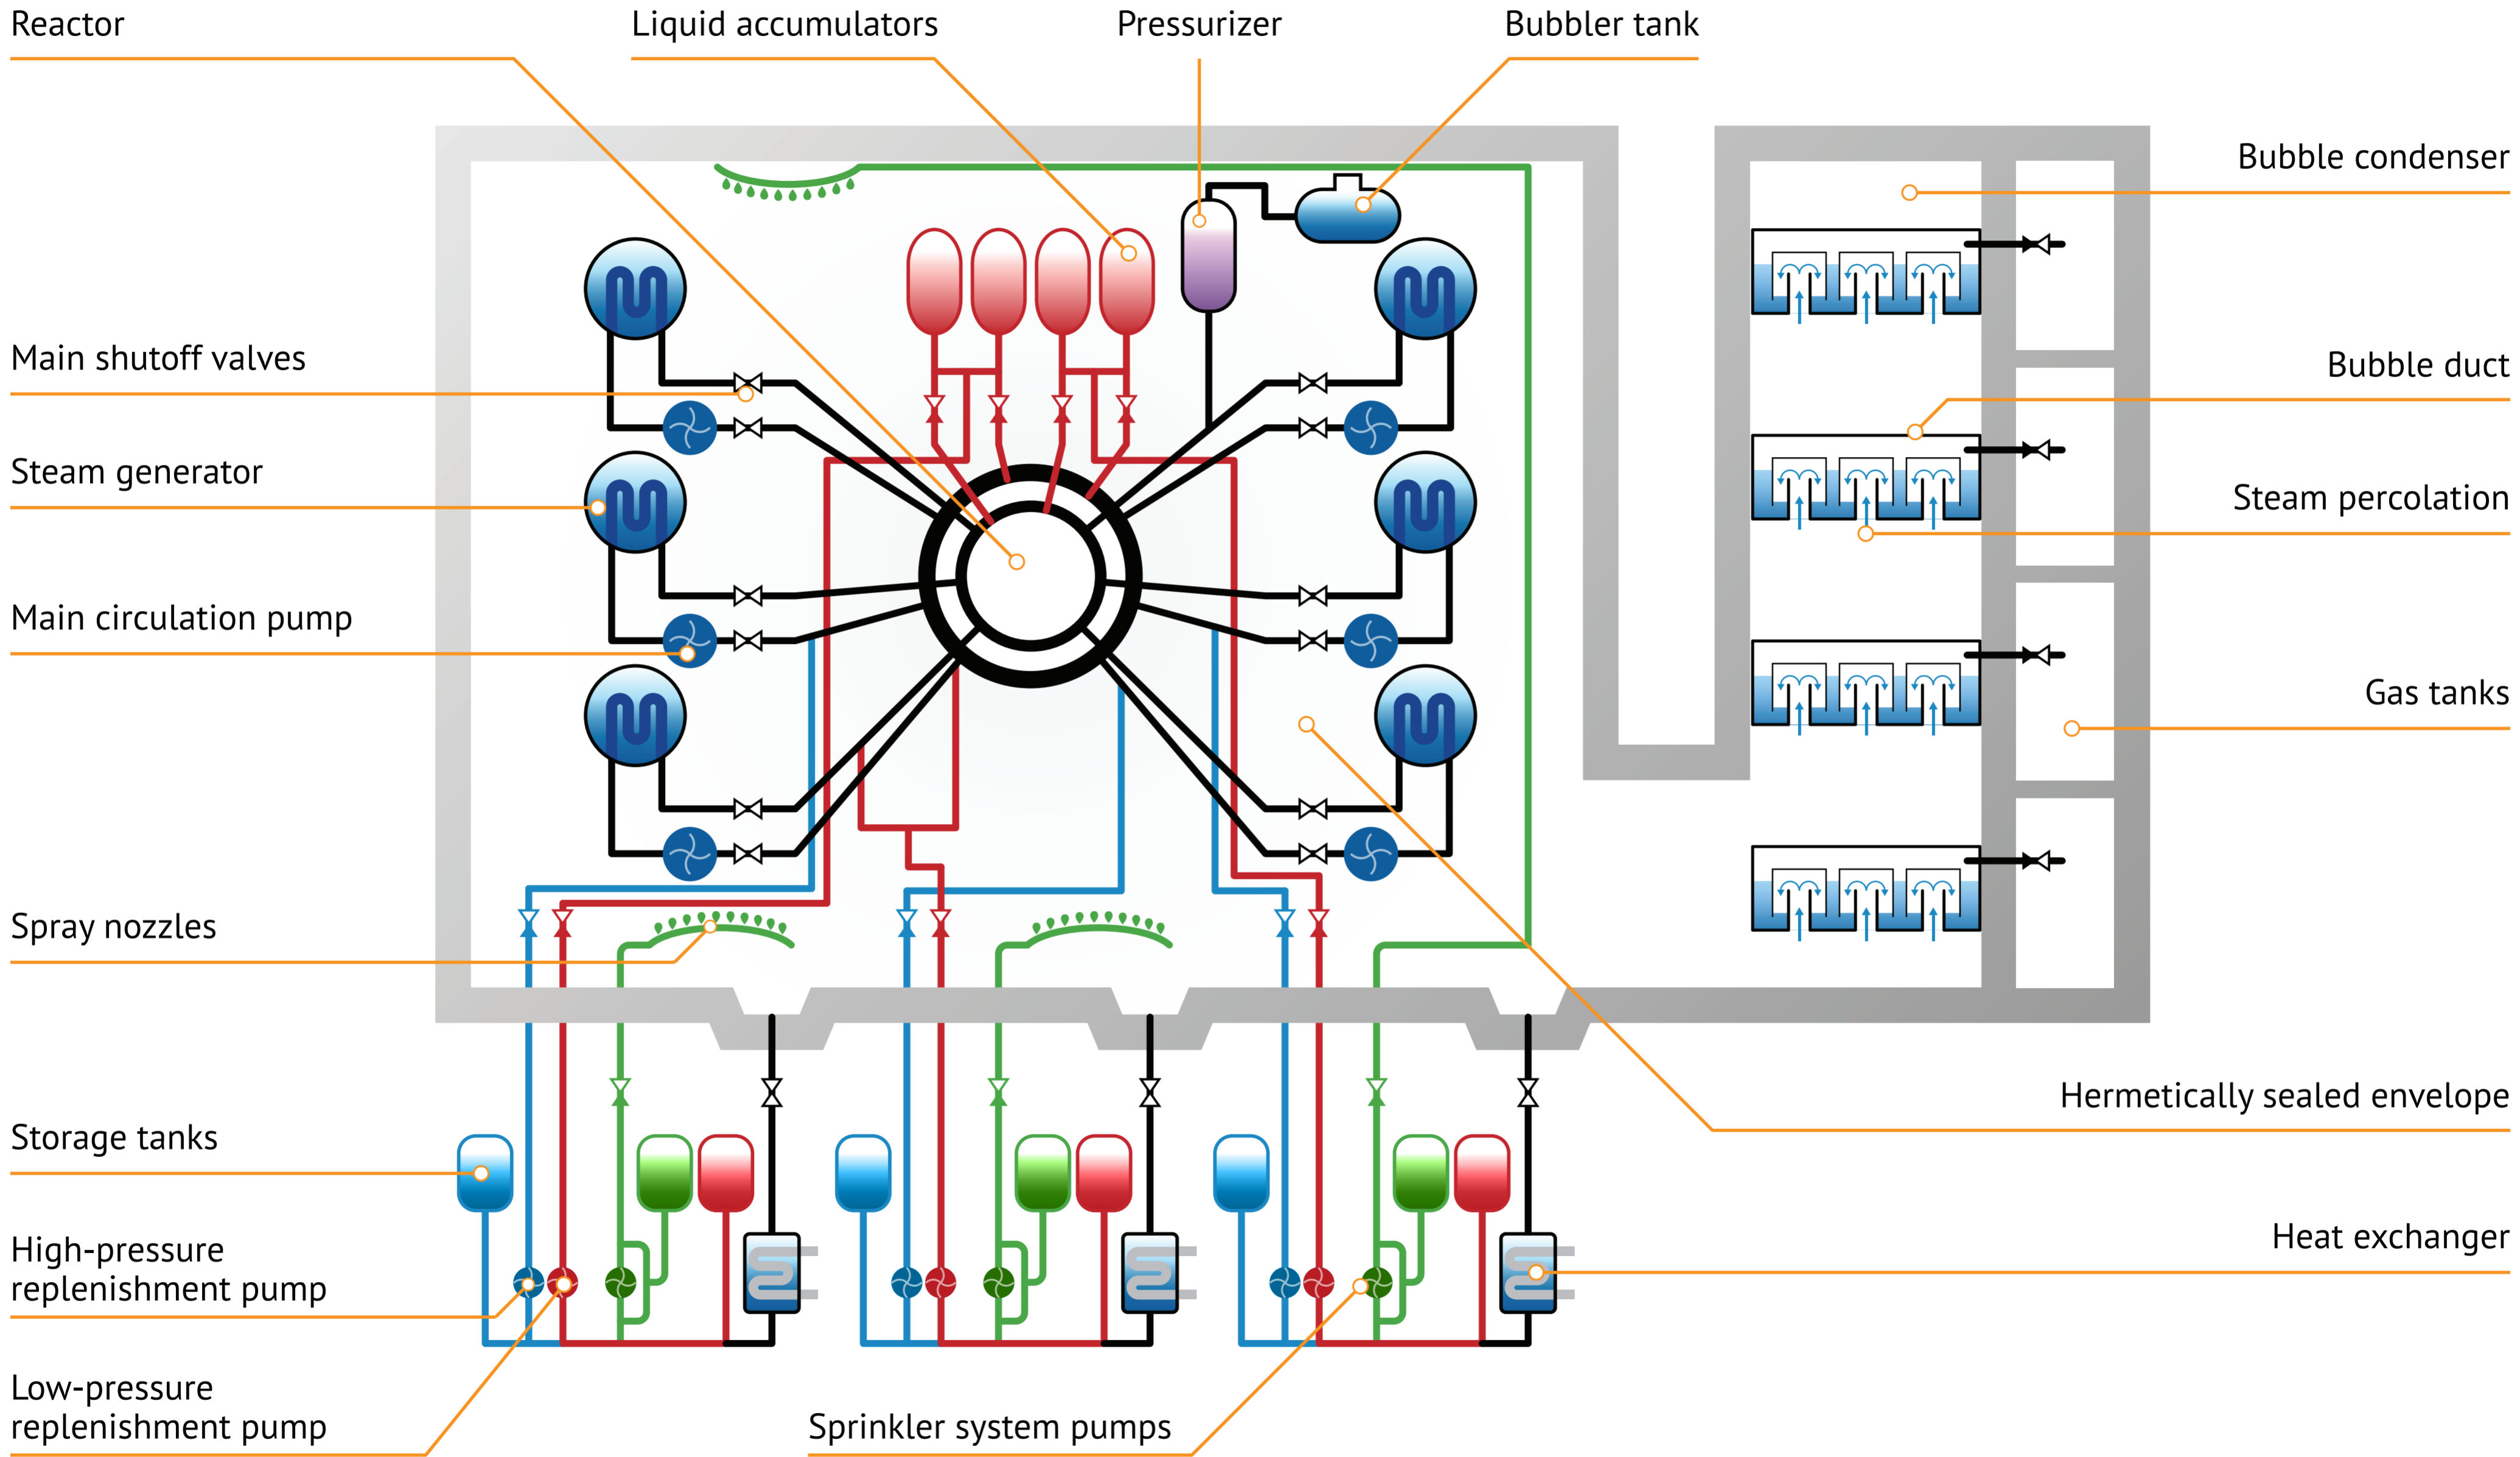 Reactor
Liquid accumulators
Pressurizer
Bubbler tank
Bubble condenser
Main shutoff valves
Bubble duct
Steam generator
Steam percolation
Main circulation pump
Gas tanks
Spray nozzles
Hermetically sealed envelope
Storage tanks
High-pressure
replenishment pump
Heat exchanger
Low-pressure
replenishment pump
Sprinkler system pumps